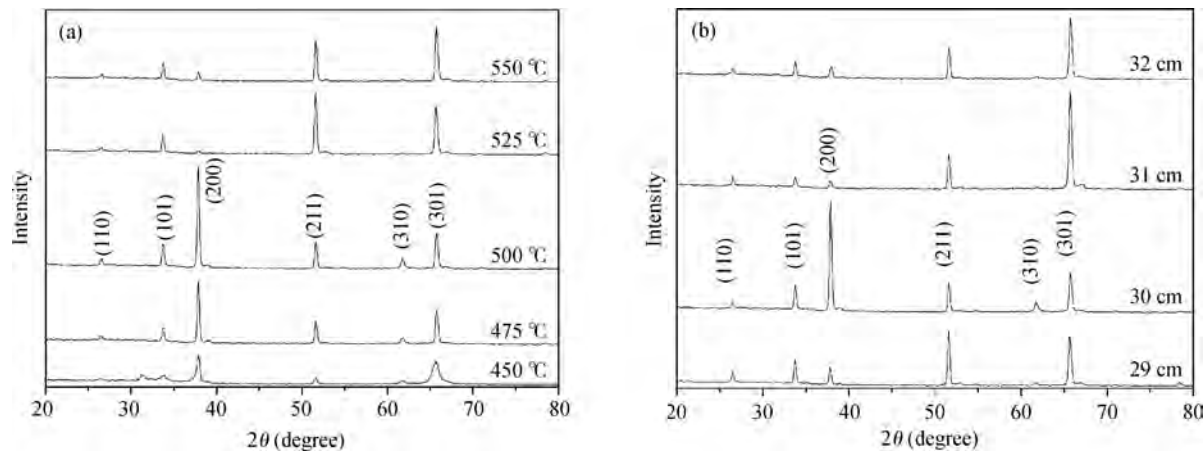 (a)
550 °C
525 °C
(200)
(110)
(101)
(211)
(310)
(301)
500 °C
475 °C
450 °C
Intensity
20 30 40 50 60 70 80
2θ (degree)
(b)
32 cm
(200)
31 cm
(110)
(101)
(211)
(310)
(301)
30 cm
29 cm
Intensity
20 30 40 50 60 70 80
2θ (degree)